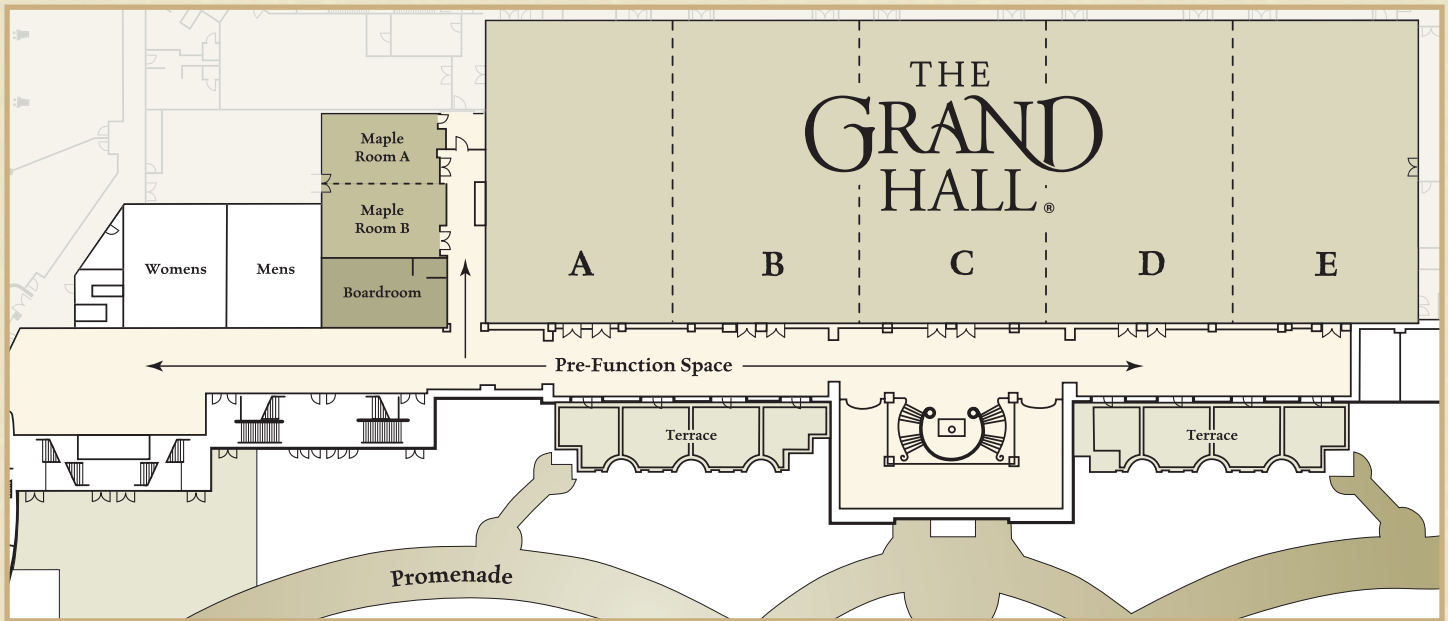 THE
GRAND
HALL®
Maple
Room A
Maple
Room B
Womens
Mens
Boardroom
A
B
C
D
E
Pre-Function Space
Terrace
Terrace
Promenade